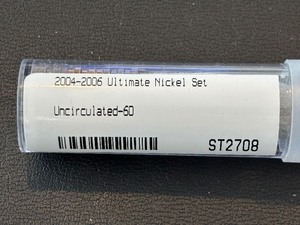 2004-2006 Ultimate Nickel Set
Uncirculated-60
ST2708